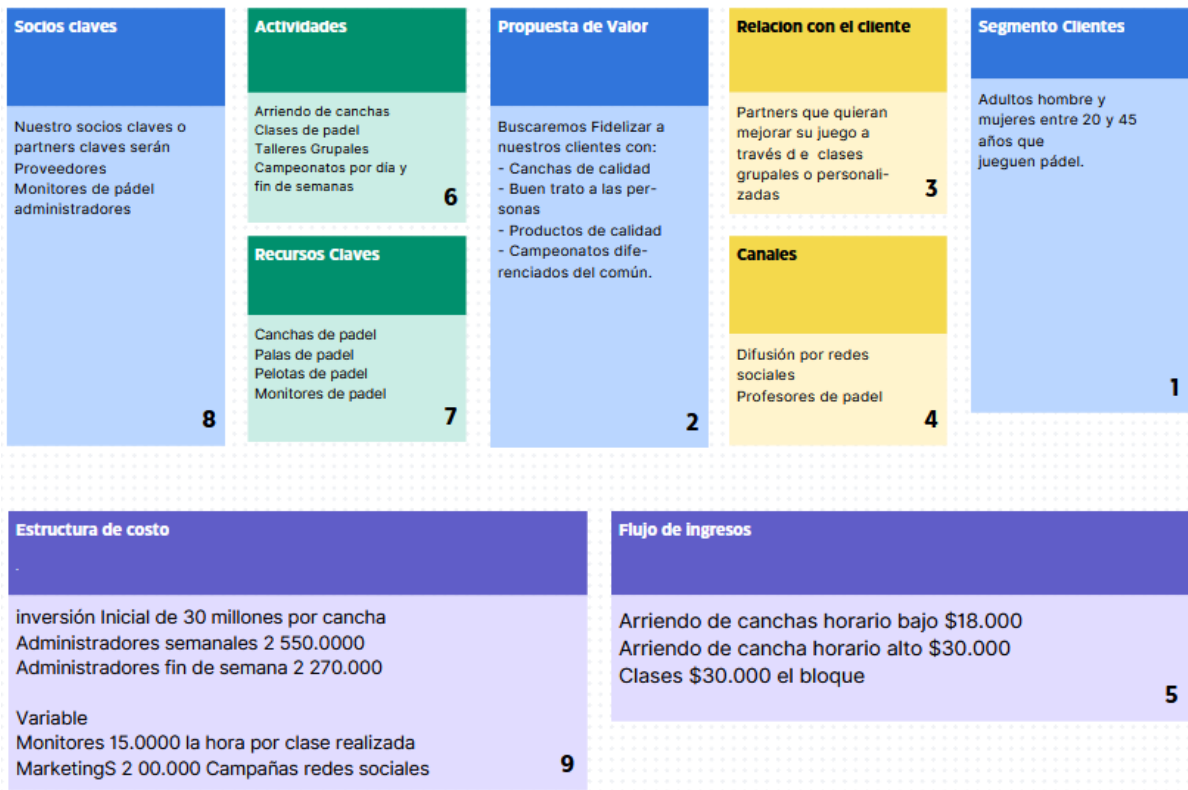 Socios claves
Nuestro socios claves o
partners claves serán
Proveedores
Monitores de pádel
administradores
8
Actividades
Arriendo de canchas
Clases de padel
Talleres Grupales
Campeonatos por día y
fin de semanas
6
Recursos Claves
Canchas de padel
Palas de padel
Pelotas de padel
Monitores de padel
7
Propuesta de Valor
Buscaremos Fidelizar a
nuestros clientes con:
- Canchas de calidad
- Buen trato a las per-
sonas
- Productos de calidad
- Campeonatos dife-
renciados del común.
2
Relacion con el cliente
Partners que quieran
mejorar su juego a
través d e clases
grupales o personali-
zadas
3
Canales
Difusión por redes
sociales
Profesores de padel
4
Segmento Clientes
Adultos hombre y
mujeres entre 20 y 45
años que
jueguen pádel.
1
Estructura de costo
.
inversión Inicial de 30 millones por cancha
Administradores semanales 2 550.0000
Administradores fin de semana 2 270.000
Variable
Monitores 15.0000 la hora por clase realizada
MarketingS 2 00.000 Campañas redes sociales
9
Flujo de ingresos
Arriendo de canchas horario bajo $18.000
Arriendo de cancha horario alto $30.000
Clases $30.000 el bloque
5